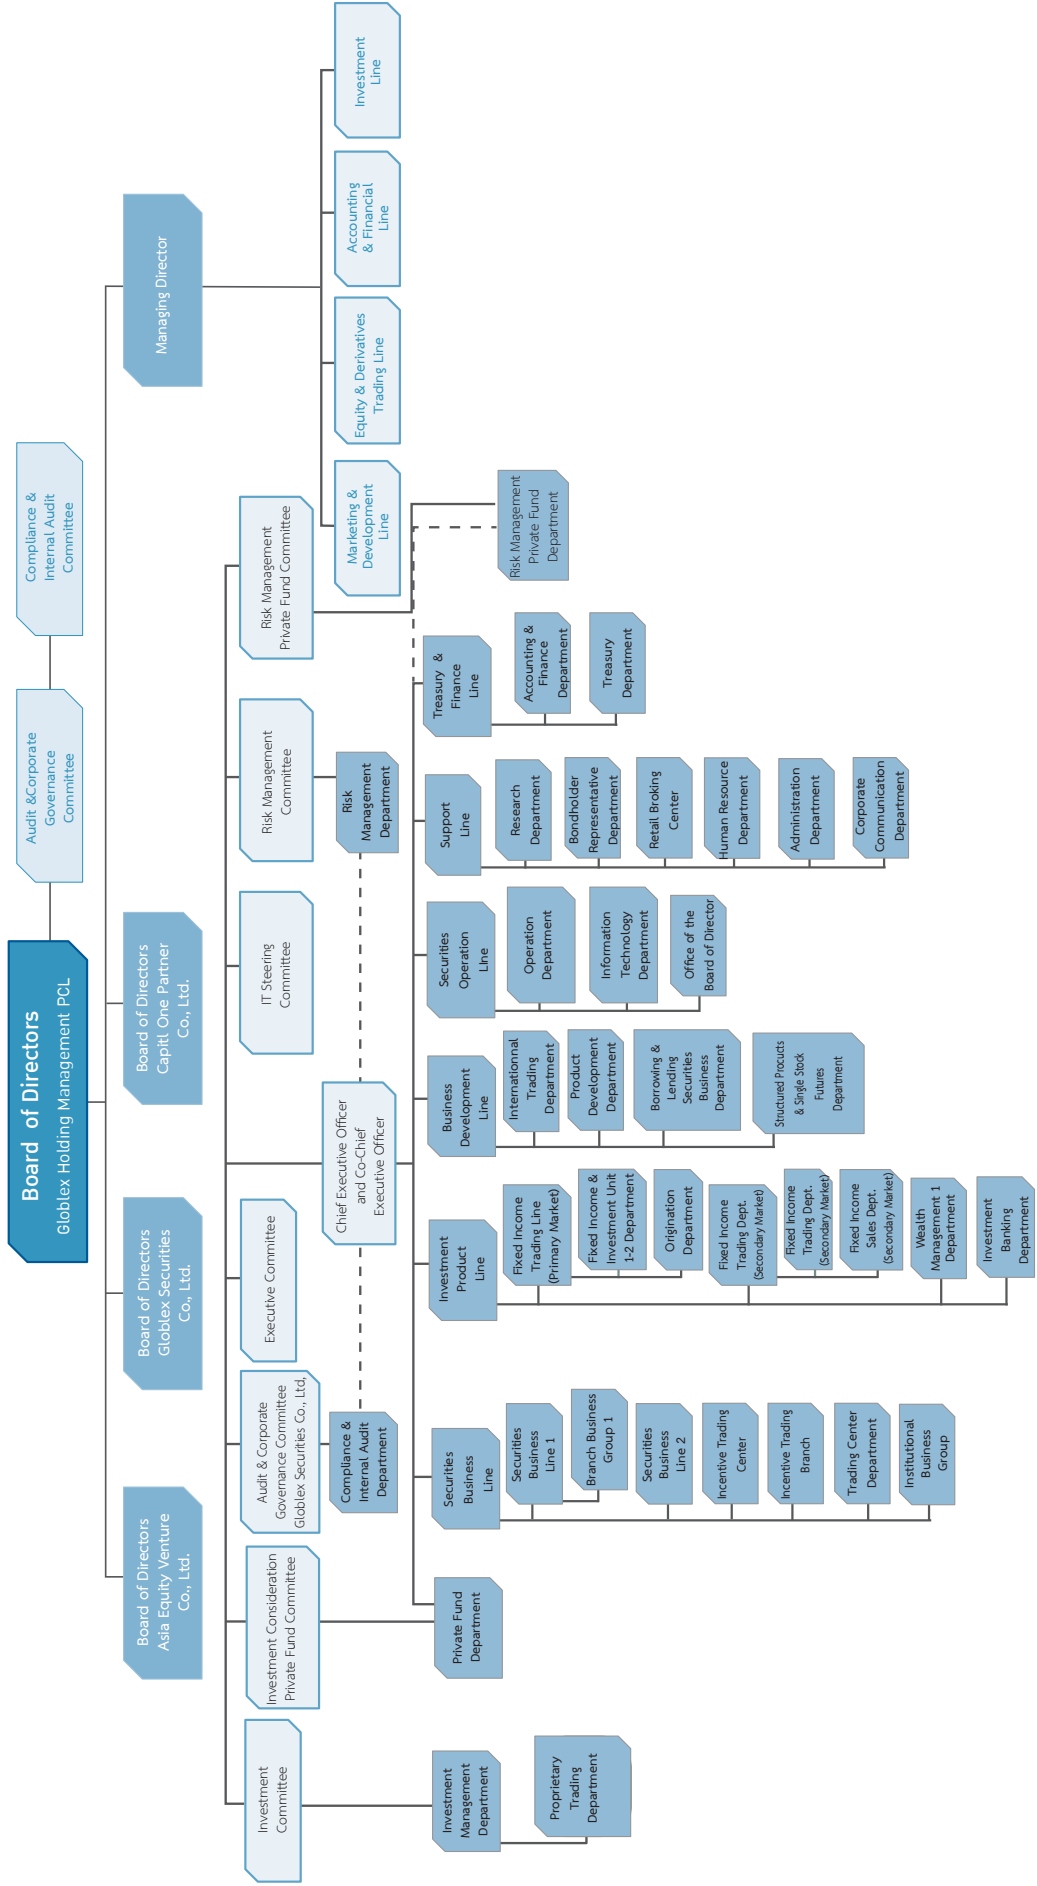 Board of Directors
Globlex Holding Management PCL
Audit &Corporate
Governance
Committee
Compliance &
Internal Audit
Committee
Board of Directors
Asia Equity Venture
Co., Ltd.
Board of Directors
Globlex Securities
Co., Ltd.
Board of Directors
Capitl One Partner
Co., Ltd.
Managing Director
Investment
Committee
Investment Consideration
Private Fund Committee
Audit & Corporate
Governance Committee
Globlex Securities Co., Ltd,
Executive Committee
IT Steering
Committee
Risk Management
Committee
Risk Management
Private Fund Committee
Marketing &
Development
Line
Equity & Derivatives
Trading Line
Accounting
& Financial
Line
Investment
Line
Compliance &
Internal Audit
Department
Chief Executive Officer
and Co-Chief
Executive Officer
Risk
Management
Department
Investment
Management
Department
Proprietary
Trading
Department
Private Fund
Department
Securities
Business
Line
Securities
Business
Line 1
Branch Business
Group 1
Securities
Business
Line 2
Incentive Trading
Center
Incentive Trading
Branch
Trading Center
Department
Institutional
Business
Group
Investment
Product
Line
Fixed Income
Trading Line
(Primary Market)
Fixed Income &
Investment Unit
1-2 Department
Origination
Department
Fixed Income
Trading Dept.
(Secondary Market)
Fixed Income
Trading Dept.
(Secondary Market)
Fixed Income
Sales Dept.
(Secondary Market)
Wealth
Management 1
Department
Investment
Banking
Department
Business
Development
Line
Internationnal
Trading
Department
Product
Development
Department
Borrowing &
Lending
Securities
Business
Department
Structured Procucts
& Single Stock
Futures
Department
Securities
Operation
LIne
Operation
Department
Information
Technology
Department
Office of the
Board of Director
Support
Line
Research
Department
Bondholder
Representative
Department
Retail Broking
Center
Human Resource
Department
Administration
Department
Corporate
Communication
Department
Treasury &
Finance
Line
Accounting &
Finance
Department
Treasury
Department
Risk Management
Private Fund
Department